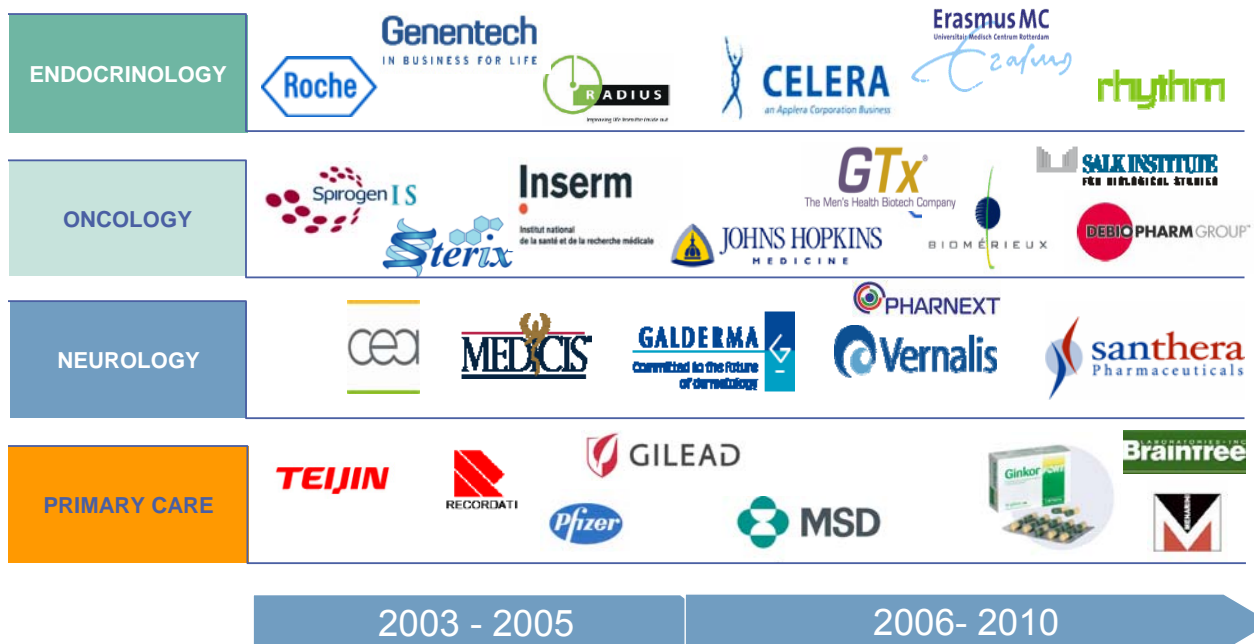 ENDOCRINOLOGY
Roche
Genentech
IN BUSINESS FOR LIFE
RADIUS
CELERA
an Applera Corporation Business
Erasmus MC
Universitair Medisch Centrum Rotterdam
Erasmus
rhythm
ONCOLOGY
Spirogen IS
Sterix
Inserm
Institut national
de la santé et de la recherche médicale
JOHNS HOPKINS
MEDICINE
GTx
The Men's Health Biotech Company
BIOMÉRIEUX
SALK INSTITUTE
FOR BIOLOGICAL STUDIES
DEBIOPHARM GROUP™
NEUROLOGY
cea
MEDICIS
GALDERMA
Committed to the future
of dermatology
PHARNEXT
Vernalis
santhera
Pharmaceuticals
PRIMARY CARE
TEIJIN
RECORDATI
GILEAD
Pfizer
MSD
Ginkor
LABORATORIES-INC
Braintree
MENARINI
2003 - 2005
2006- 2010